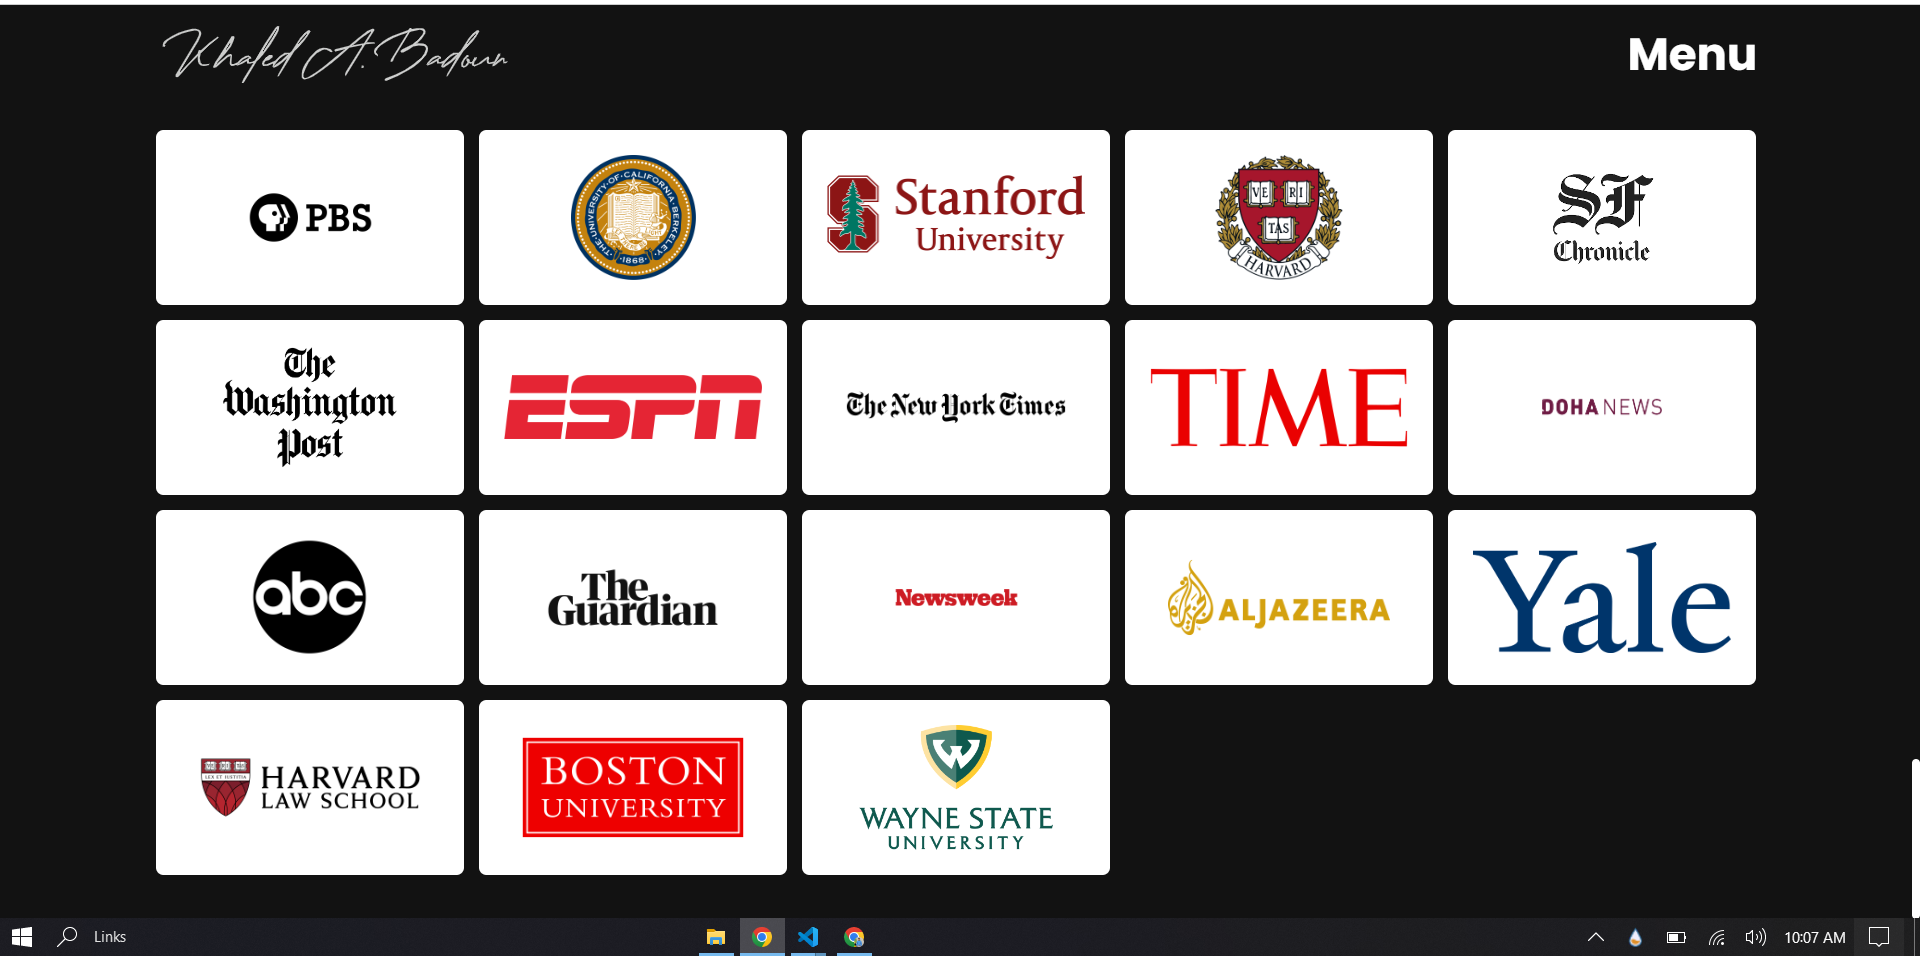 Khaled A. Badoun
Menu
PBS
THE·UNIVERSITY·OF·CALIFORNIA·BERKELEY·
·1868·
Stanford
University
VE RI
TAS
HARVARD
SF
Chronicle
The
Washington
Post
ESPN
The New York Times
TIME
DOHA NEWS
abc
The
Guardian
Newsweek
ALJAZEERA
Yale
LEX ET IUSTITIA
HARVARD
LAW SCHOOL
BOSTON
UNIVERSITY
W
WAYNE STATE
UNIVERSITY
Links
10:07 AM